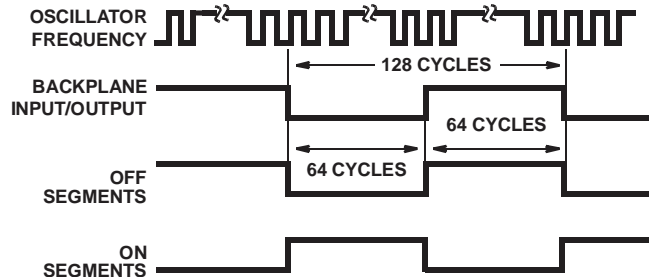 OSCILLATOR
FREQUENCY
128 CYCLES
BACKPLANE
INPUT/OUTPUT
64 CYCLES
64 CYCLES
OFF
SEGMENTS
ON
SEGMENTS